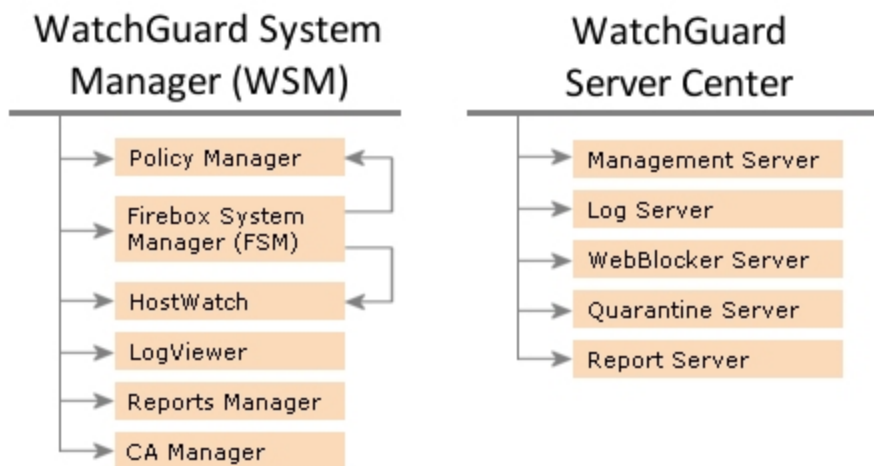 WatchGuard System
Manager (WSM)
Policy Manager
Firebox System
Manager (FSM)
HostWatch
LogViewer
Reports Manager
CA Manager
WatchGuard
Server Center
Management Server
Log Server
WebBlocker Server
Quarantine Server
Report Server